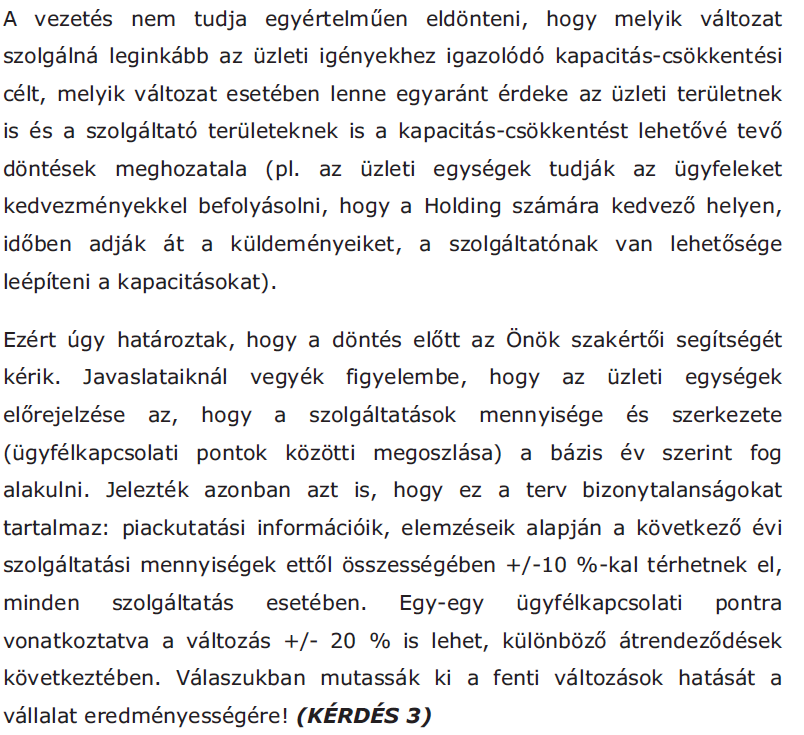 A vezetés nem tudja egyértelműen eldönteni, hogy melyik változat
szolgálná leginkább az üzleti igényekhez igazolódó kapacitás-csökkentési
célt, melyik változat esetében lenne egyaránt érdeke az üzleti területnek
is és a szolgáltató területeknek is a kapacitás-csökkentést lehetővé tevő
döntések meghozatala (pl. az üzleti egységek tudják az ügyfeleket
kedvezményekkel befolyásolni, hogy a Holding számára kedvező helyen,
időben adják át a küldeményeiket, a szolgáltatónak van lehetősége
leépíteni a kapacitásokat).
Ezért úgy határoztak, hogy a döntés előtt az Önök szakértői segítségét
kérik. Javaslataiknál vegyék figyelembe, hogy az üzleti egységek
előrejelzése az, hogy a szolgáltatások mennyisége és szerkezete
(ügyfélkapcsolati pontok közötti megoszlása) a bázis év szerint fog
alakulni. Jelezték azonban azt is, hogy ez a terv bizonytalanságokat
tartalmaz: piackutatási információik, elemzéseik alapján a következő évi
szolgáltatási mennyiségek ettől összességében +/-10 %-kal térhetnek el,
minden szolgáltatás esetében. Egy-egy ügyfélkapcsolati pontra
vonatkoztatva a változás +/- 20 % is lehet, különböző átrendeződések
következtében. Válaszukban mutassák ki a fenti változások hatását a
vállalat eredményességére! (KÉRDÉS 3)